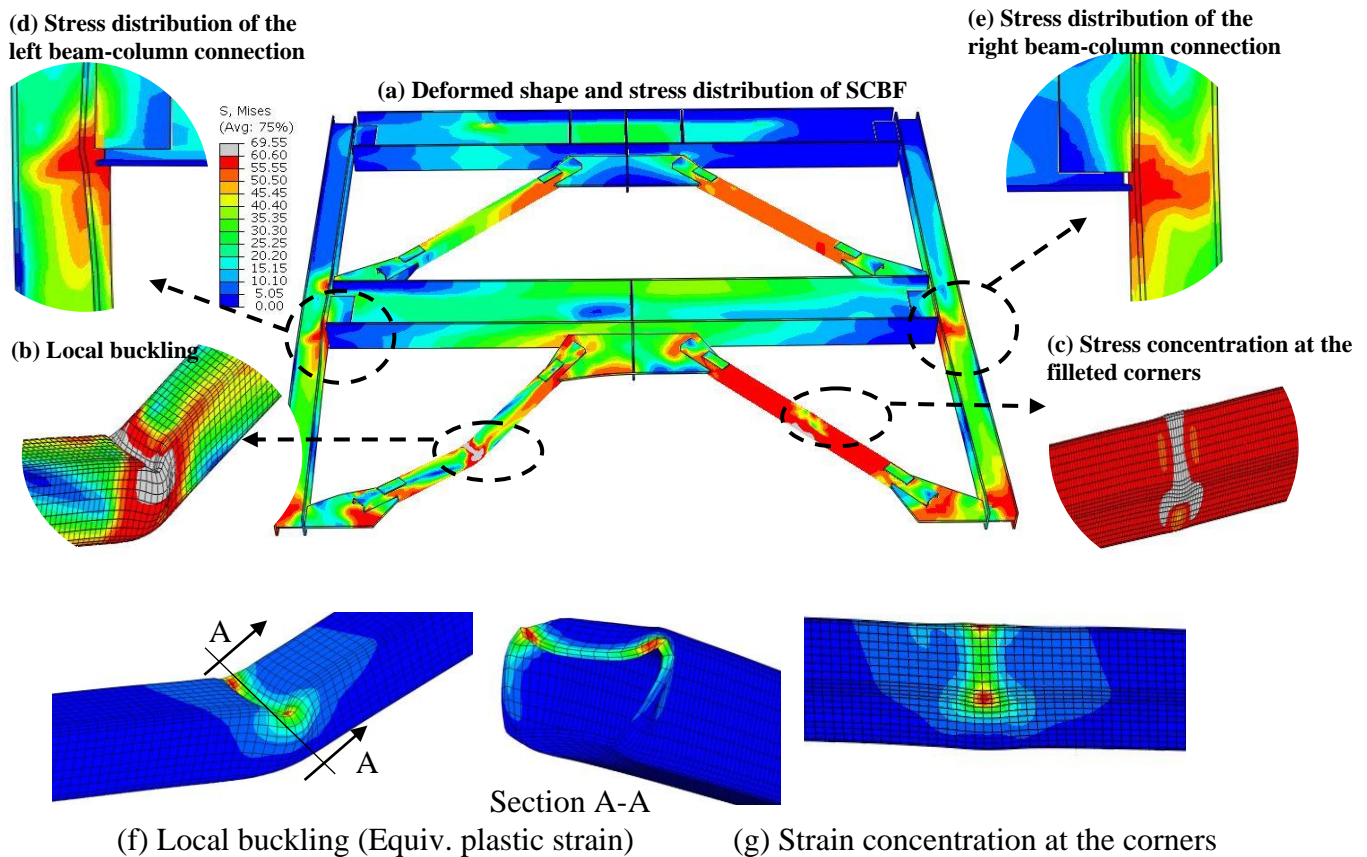 (d) Stress distribution of the
left beam-column connection
(e) Stress distribution of the
right beam-column connection
(a) Deformed shape and stress distribution of SCBF
S, Mises
(Avg: 75%)
69.55
60.60
55.55
50.50
45.45
40.40
35.30
30.30
25.25
20.20
15.15
10.10
5.05
0.00
(b) Local buckling
(c) Stress concentration at the
filleted corners
A
A
Section A-A
(f) Local buckling (Equiv. plastic strain)
(g) Strain concentration at the corners